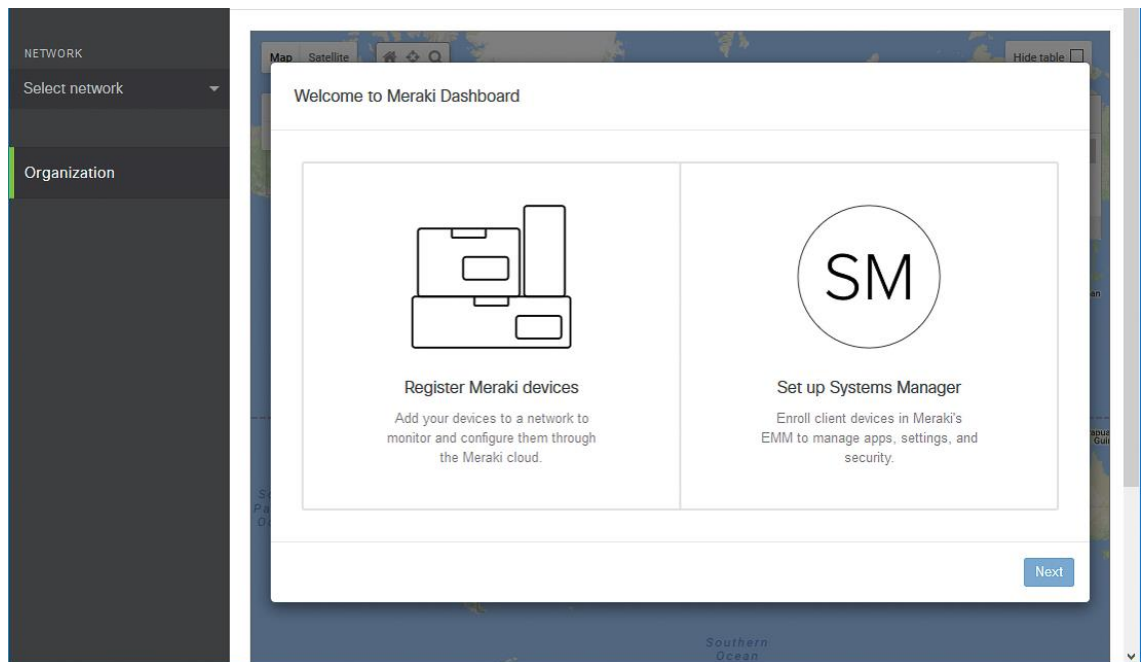 NETWORK
Select network
Organization
Map Satellite
Hide table
Welcome to Meraki Dashboard
SM
Register Meraki devices
Add your devices to a network to
monitor and configure them through
the Meraki cloud.
Set up Systems Manager
Enroll client devices in Meraki's
EMM to manage apps, settings, and
security.
Next
Southern
Ocean